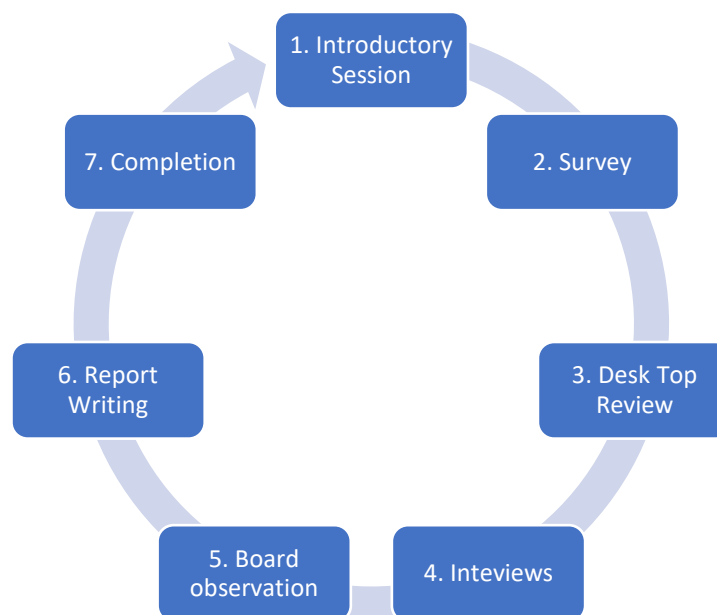 1. Introductory
Session
2. Survey
3. Desk Top
Review
4. Inteviews
5. Board
observation
6. Report
Writing
7. Completion